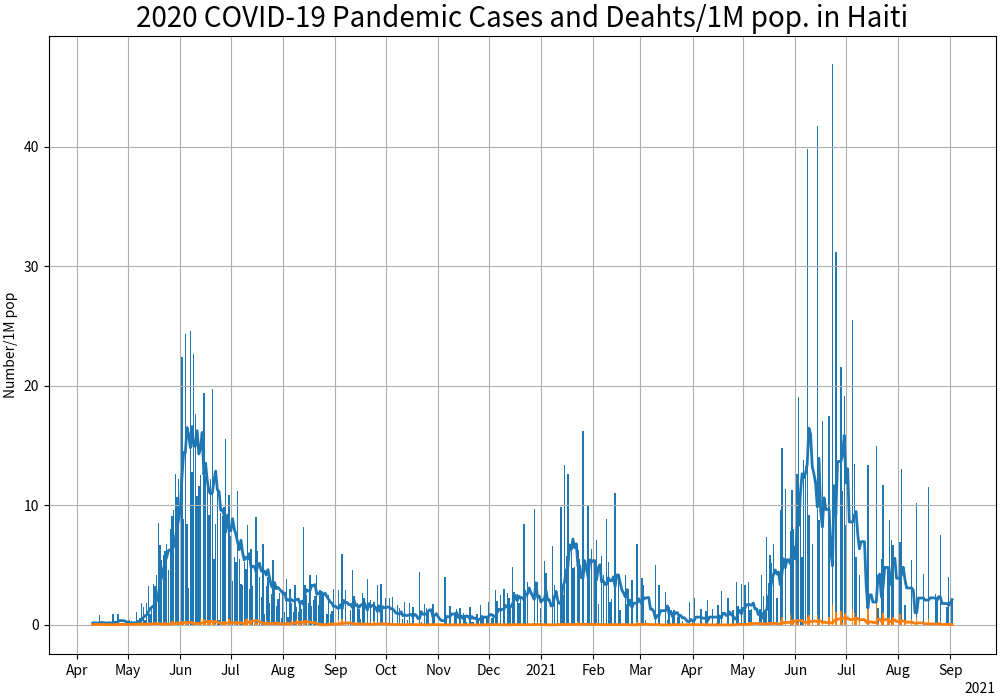 2020 COVID-19 Pandemic Cases and Deahts/1M pop. in Haiti
Number/1M pop
40
30
20
10
0
Apr May Jun Jul Aug Sep Oct Nov Dec 2021 Feb Mar Apr May Jun Jul Aug Sep
2021